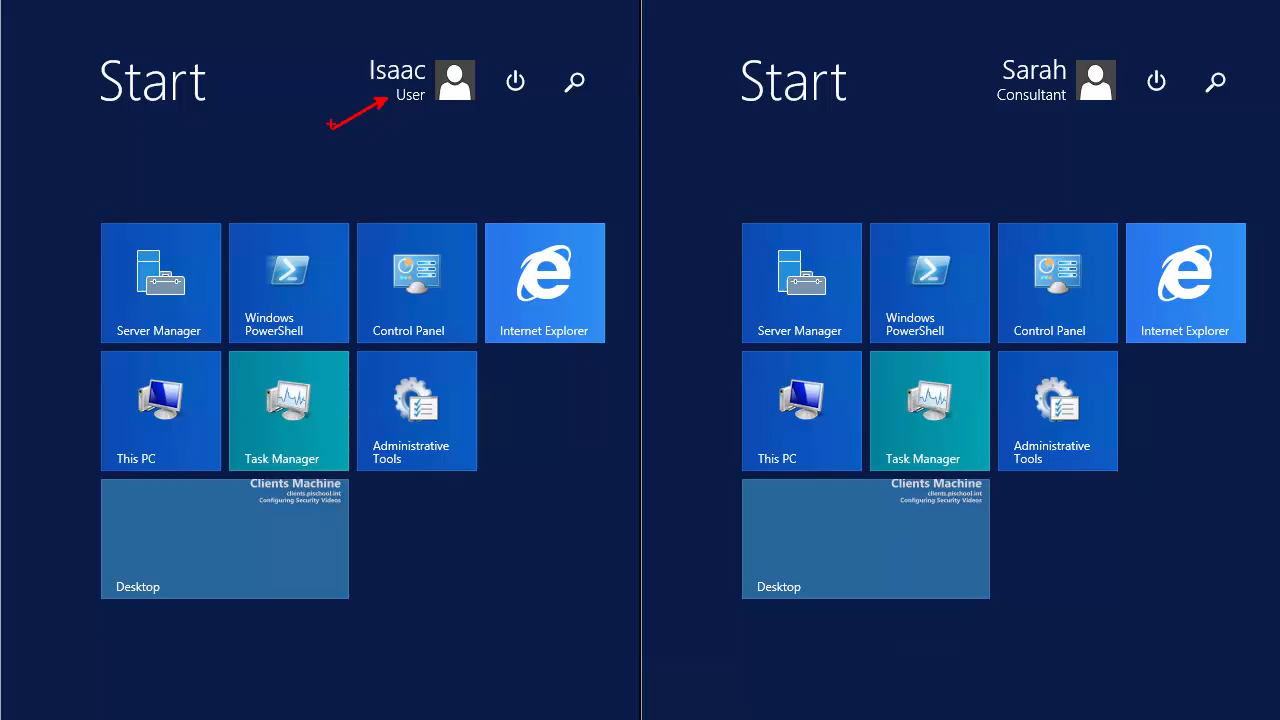 Start
Isaac
User
Server Manager
Windows
PowerShell
Control Panel
Internet Explorer
This PC
Task Manager
Administrative
Tools
Clients Machine
clients.pischool.int
Configuring Security Videos
Desktop
Start
Sarah
Consultant
Server Manager
Windows
PowerShell
Control Panel
Internet Explorer
This PC
Task Manager
Administrative
Tools
Clients Machine
clients.pischool.int
Configuring Security Videos
Desktop